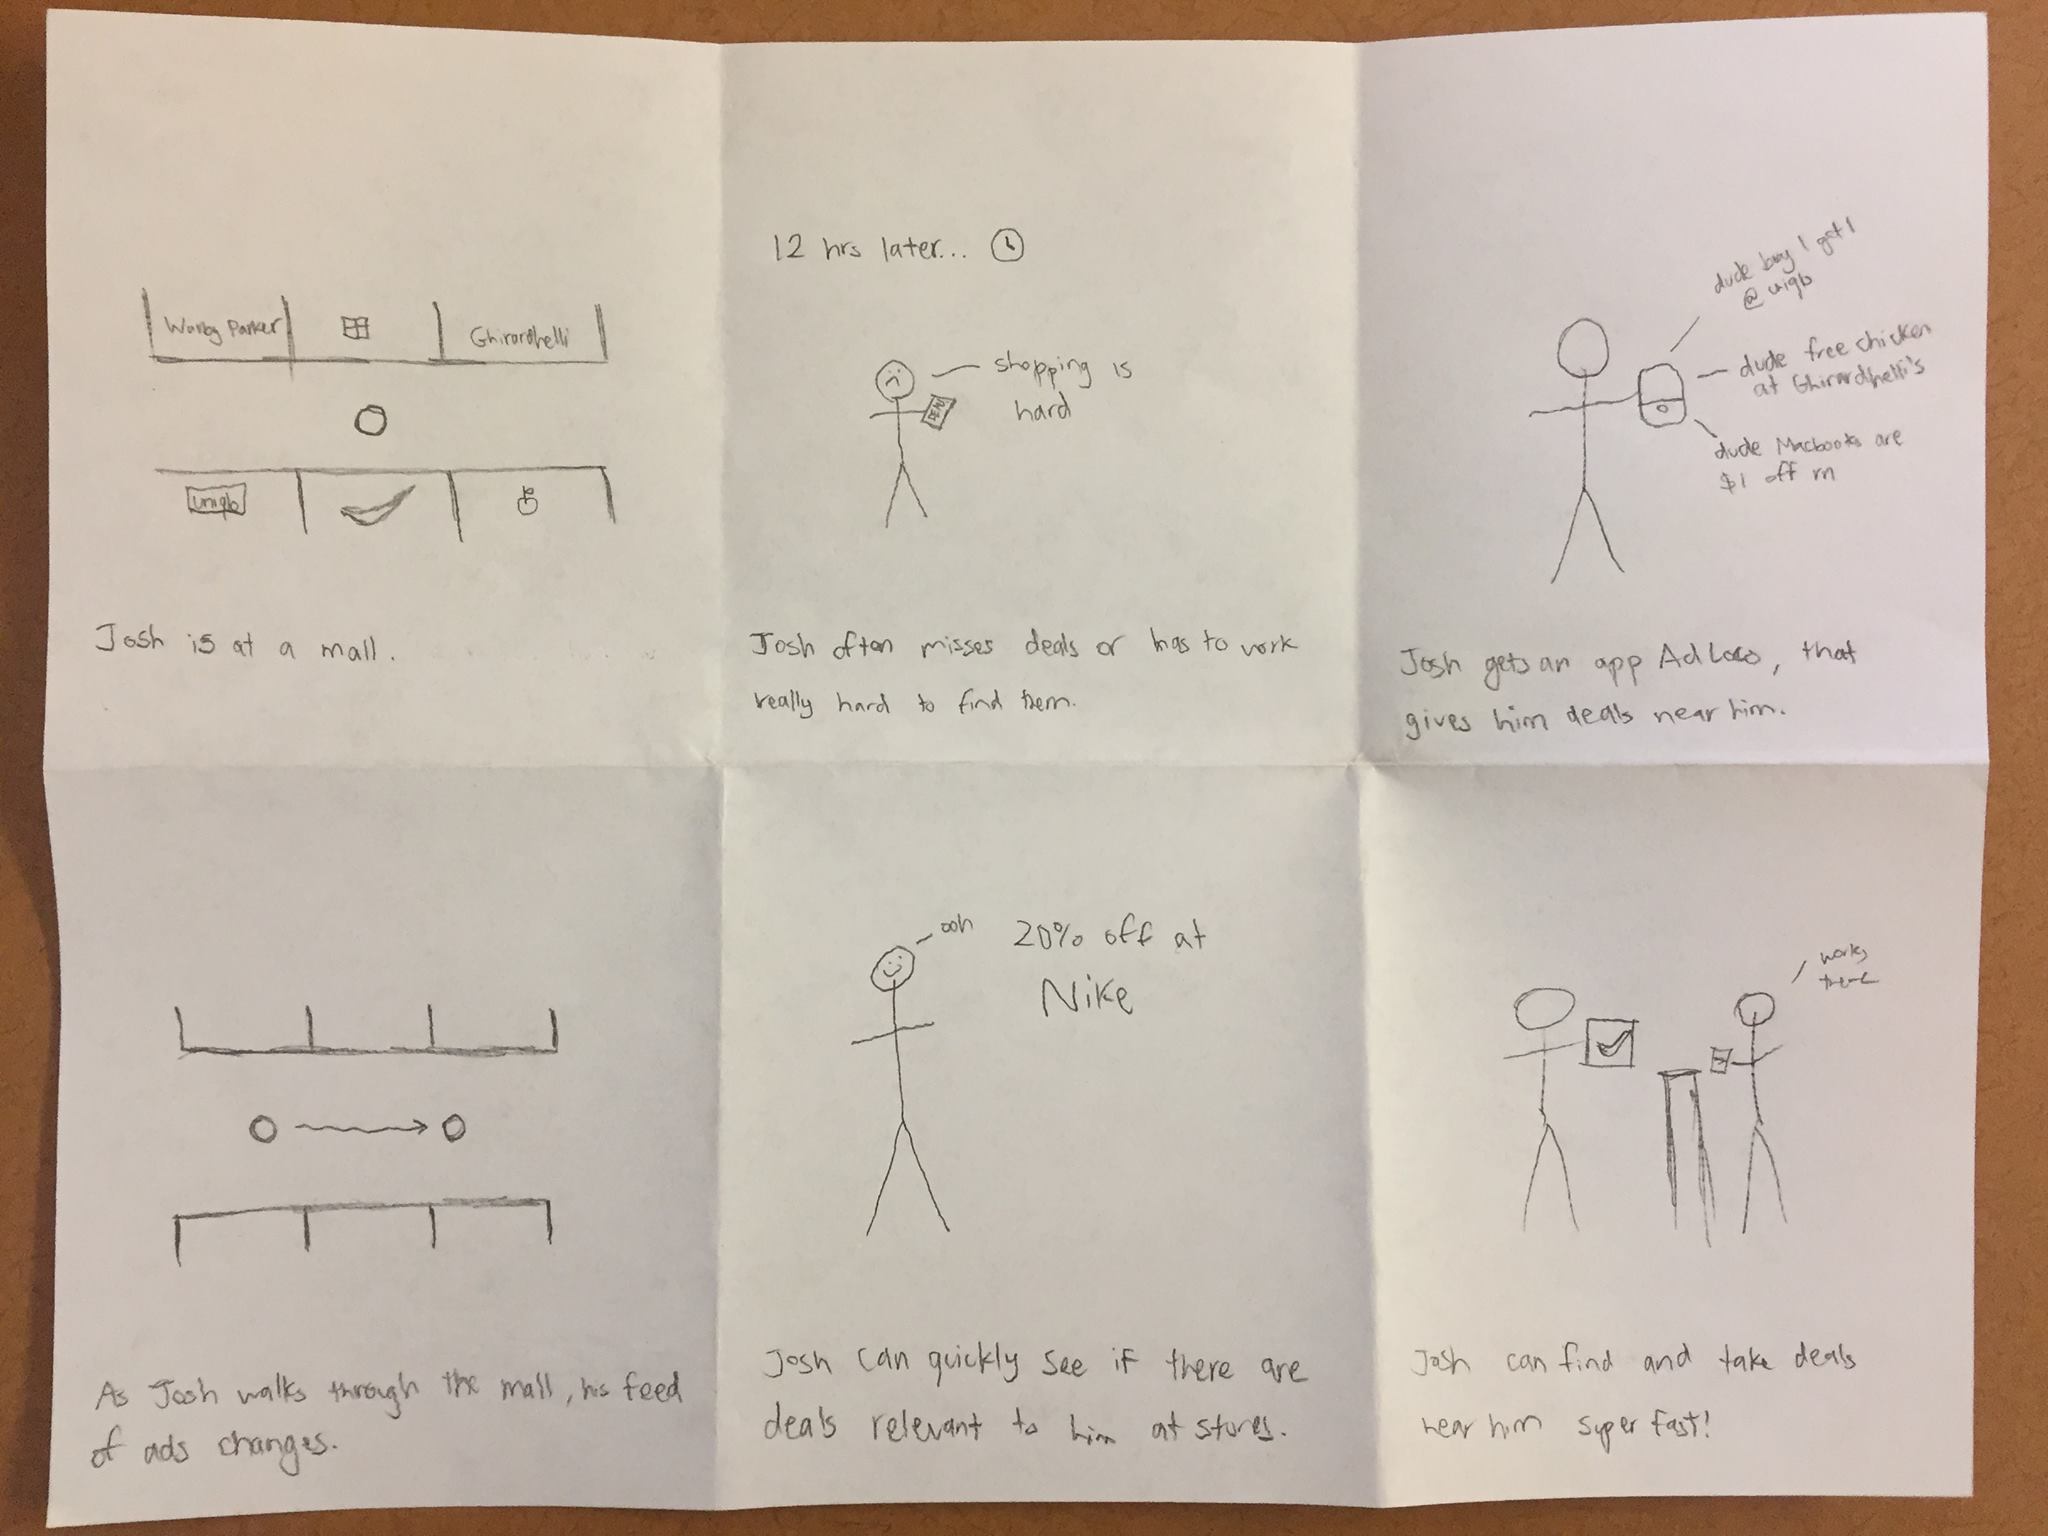 Warby Parker
Ghirardhelli
uniqlo
Josh is at a mall.
12 hrs later...
shopping is
hard
Josh often misses deals or has to work
really hard to find them.
dude buy 1 get 1
@ uiqlo
dude free chicken
at Ghirardhelli's
dude Macbooks are
$1 off rn
Josh gets an app AdLoco, that
gives him deals near him.
As Josh walks through the mall, his feed
of ads changes.
ooh
20% off at
Nike
Josh can quickly see if there are
deals relevant to him at stores.
works
there
Josh can find and take deals
near him super fast!